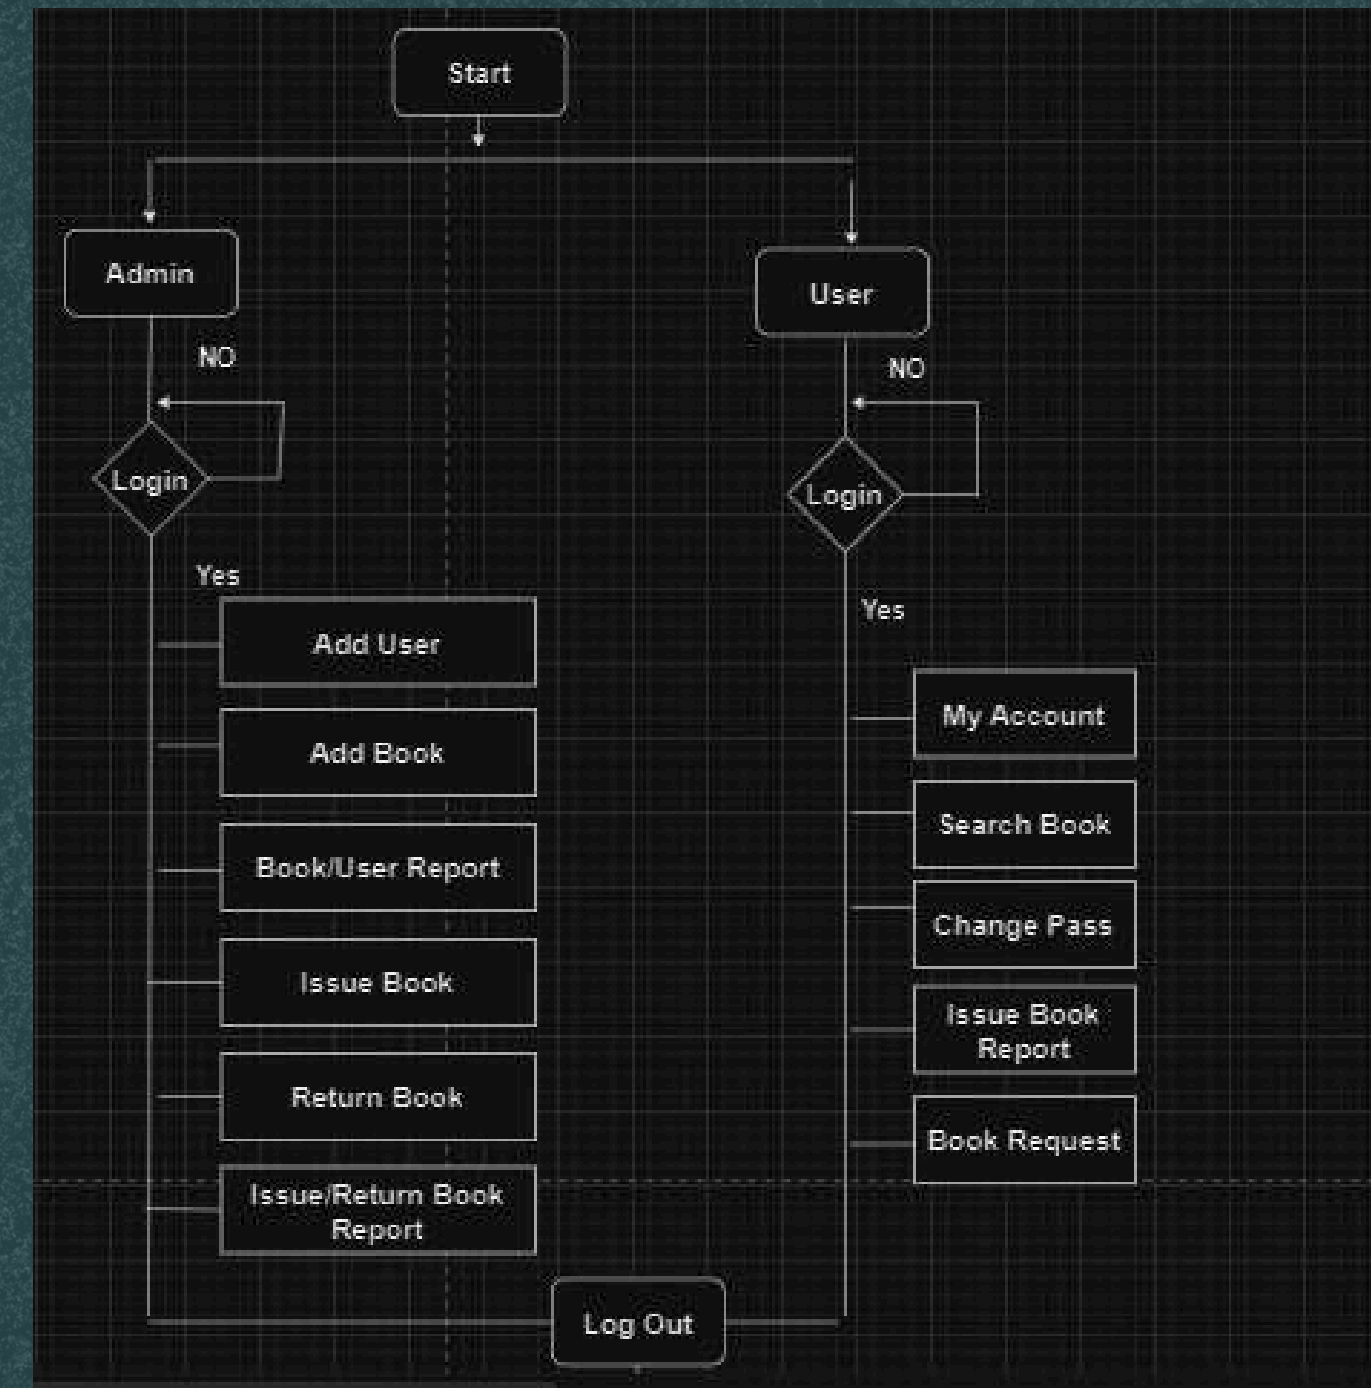 Start
Admin
User
NO
NO
Login
Login
Yes
Yes
Add User
Add Book
Book/User Report
Issue Book
Return Book
Issue/Return Book
Report
My Account
Search Book
Change Pass
Issue Book
Report
Book Request
Log Out